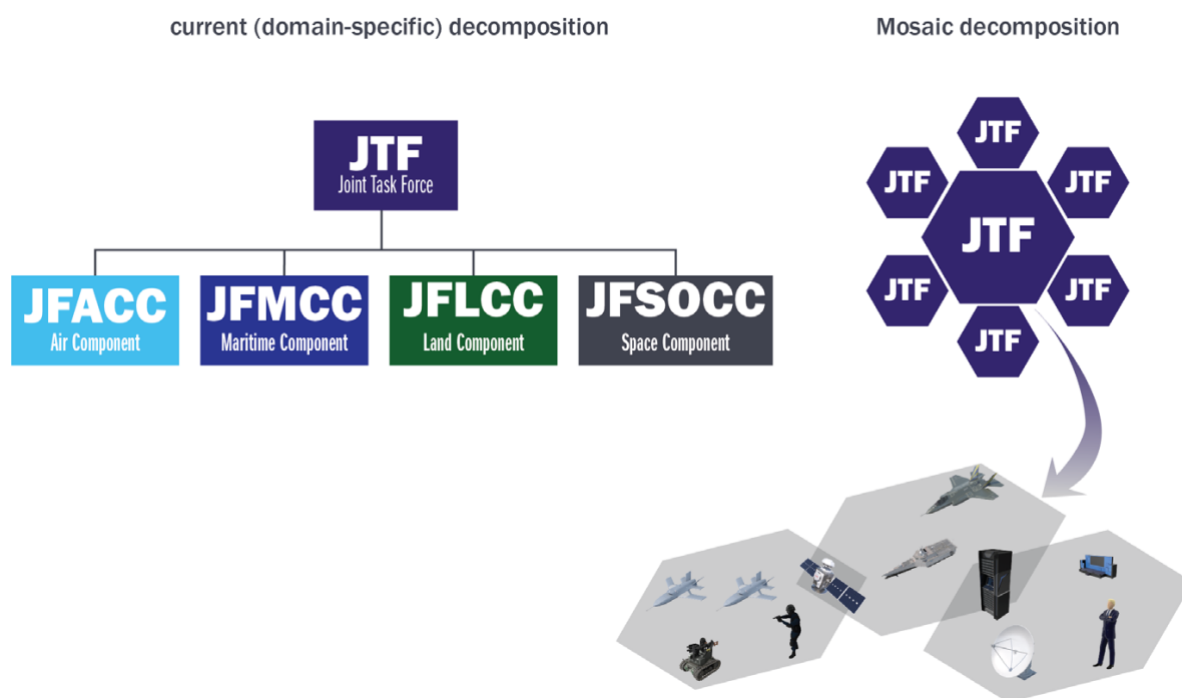 current (domain-specific) decomposition
Mosaic decomposition
JTF
Joint Task Force
JFACC
Air Component
JFMCC
Maritime Component
JFLCC
Land Component
JFSOCC
Space Component
JTF
JTF
JTF
JTF
JTF
JTF
JTF